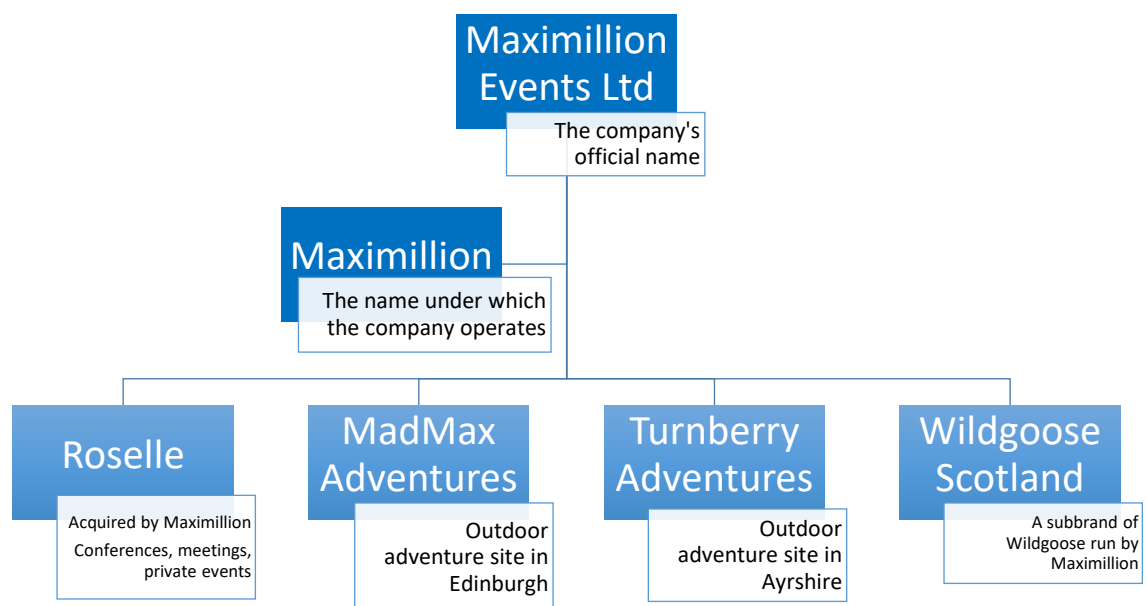 Maximillion
Events Ltd
The company's
official name
Maximillion
The name under which
the company operates
Roselle
Acquired by Maximillion
Conferences, meetings,
private events
MadMax
Adventures
Outdoor
adventure site in
Edinburgh
Turnberry
Adventures
Outdoor
adventure site in
Ayrshire
Wildgoose
Scotland
A subbrand of
Wildgoose run by
Maximillion